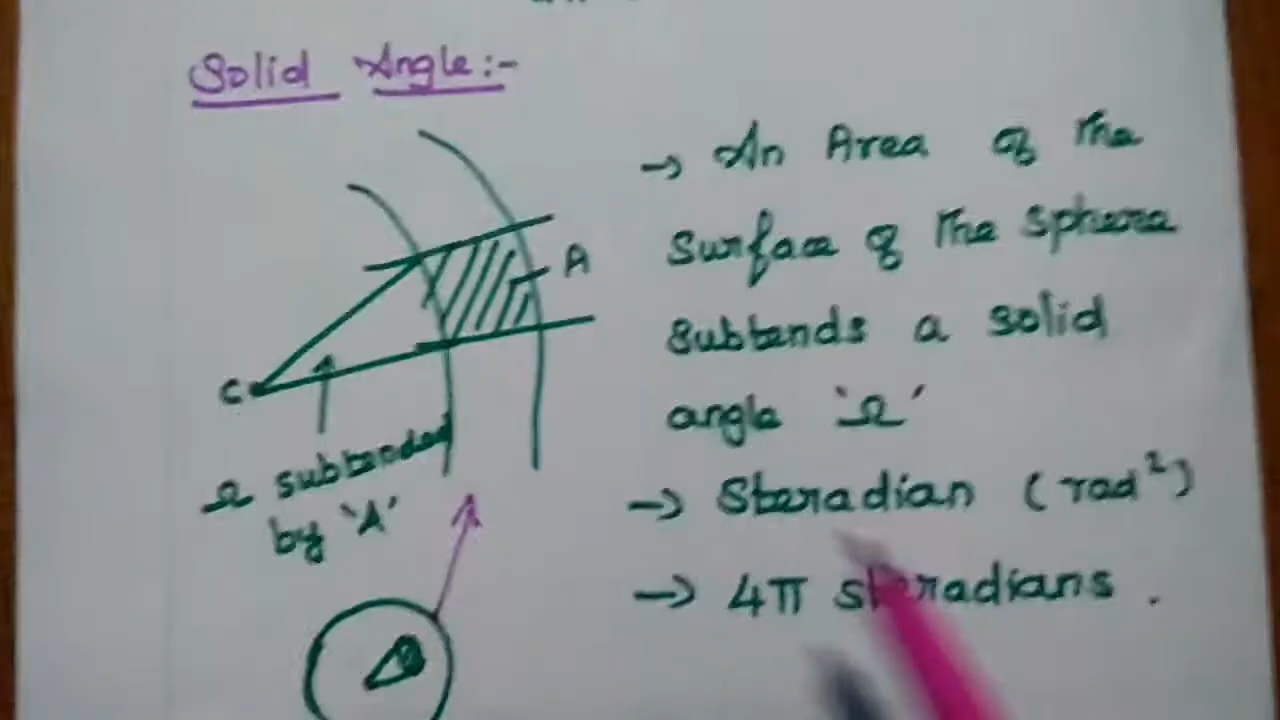 Solid Angle:-
→ An Area of the
surface of the sphere
subtends a solid
angle 'Ω'
→ Steradian (rad²)
→ 4π steradians.
A
C
Ω subtended
by 'A'